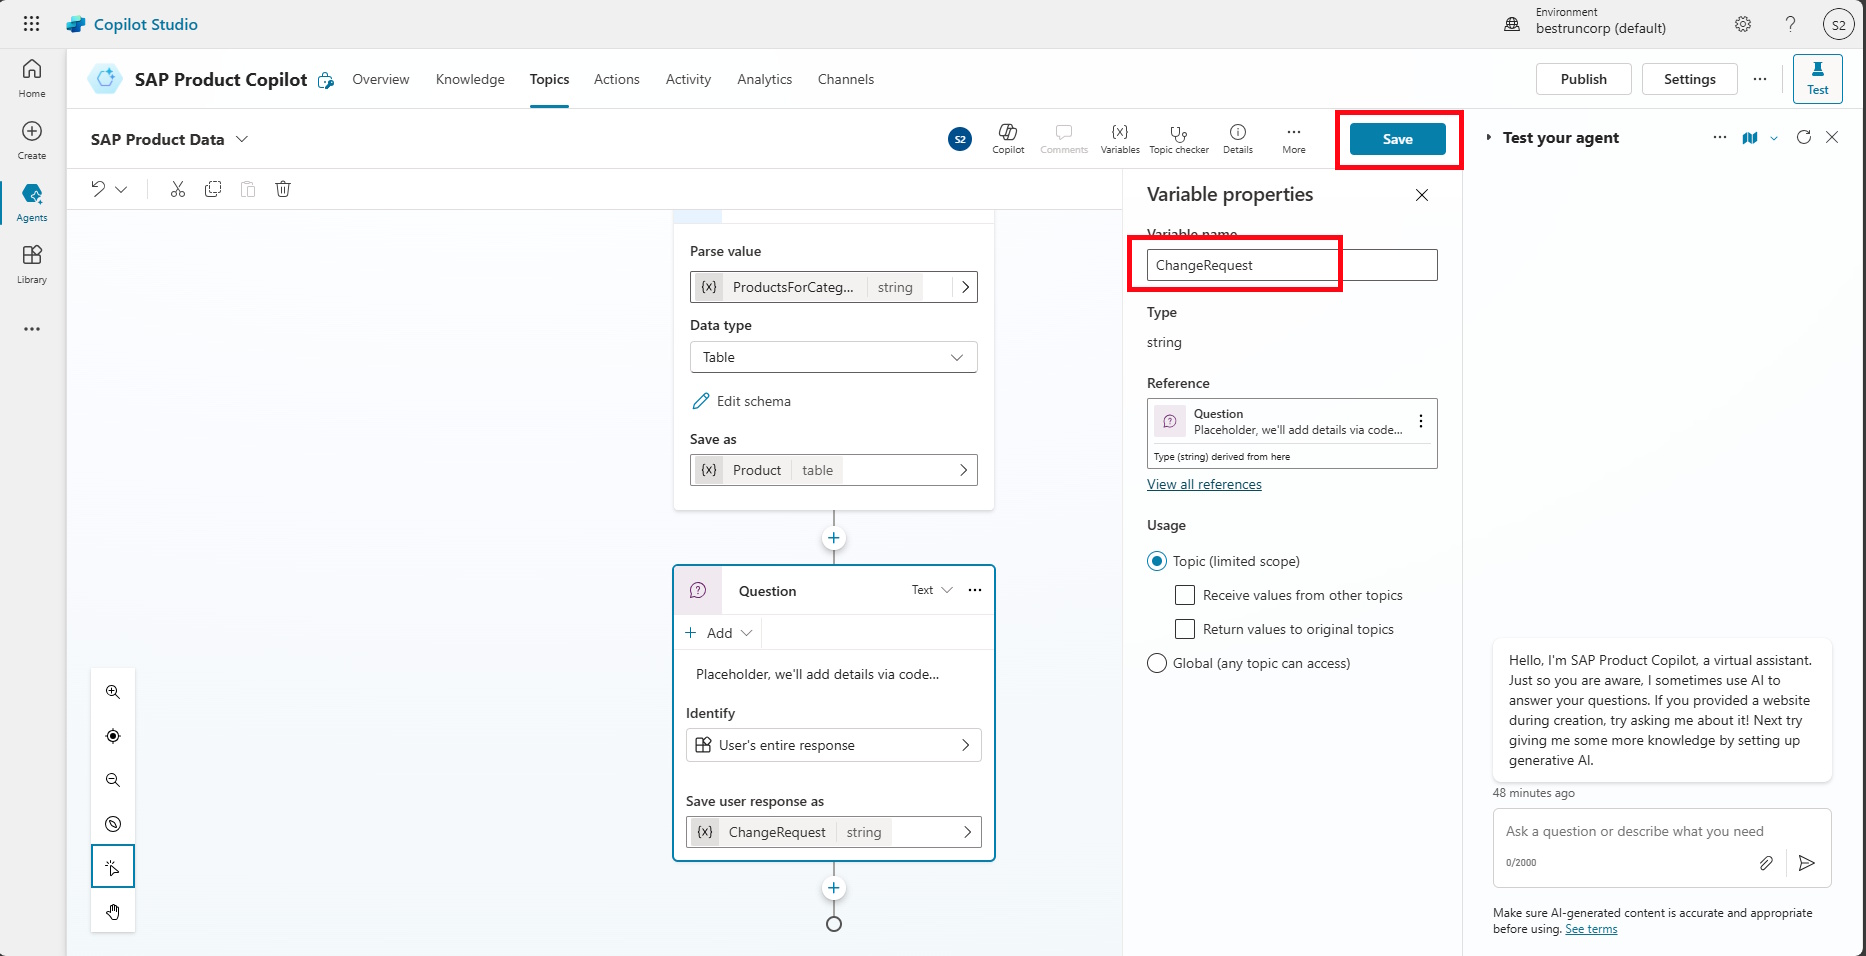 Copilot Studio
Environment
bestruncorp (default)
S2
Home
Create
Agents
Library
SAP Product Copilot
Overview
Knowledge
Topics
Actions
Activity
Analytics
Channels
Publish
Settings
Test
SAP Product Data
S2
Copilot
Comments
{x}
Variables
Topic checker
Details
More
Save
Parse value
{x} ProductsForCateg... string
Data type
Table
Edit schema
Save as
{x} Product table
Question
Text
Add
Placeholder, we'll add details via code...
Identify
User's entire response
Save user response as
{x} ChangeRequest string
Variable properties
Variable name
ChangeRequest
Type
string
Reference
Question
Placeholder, we'll add details via code...
Type (string) derived from here
View all references
Usage
Topic (limited scope)
Receive values from other topics
Return values to original topics
Global (any topic can access)
Test your agent
Hello, I'm SAP Product Copilot, a virtual assistant.
Just so you are aware, I sometimes use AI to
answer your questions. If you provided a website
during creation, try asking me about it! Next try
giving me some more knowledge by setting up
generative AI.
48 minutes ago
Ask a question or describe what you need
0/2000
Make sure AI-generated content is accurate and appropriate
before using. See terms